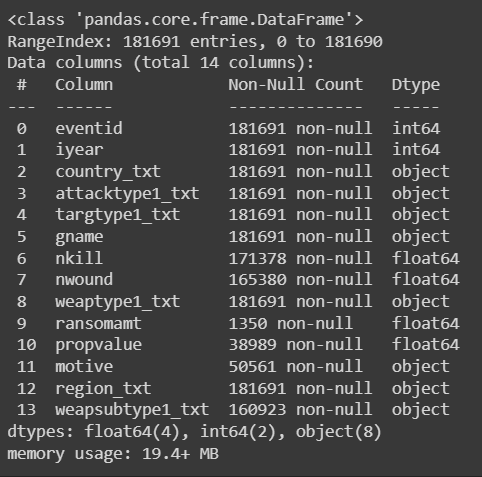 <class 'pandas.core.frame.DataFrame'>
RangeIndex: 181691 entries, 0 to 181690
Data columns (total 14 columns):
 #   Column            Non-Null Count   Dtype
---  ------            --------------   -----
 0   eventid           181691 non-null  int64
 1   iyear             181691 non-null  int64
 2   country_txt       181691 non-null  object
 3   attacktype1_txt   181691 non-null  object
 4   targtype1_txt     181691 non-null  object
 5   gname             181691 non-null  object
 6   nkill             171378 non-null  float64
 7   nwound            165380 non-null  float64
 8   weaptype1_txt     181691 non-null  object
 9   ransomamt         1350 non-null    float64
 10  propvalue         38989 non-null   float64
 11  motive            50561 non-null   object
 12  region_txt        181691 non-null  object
 13  weapsubtype1_txt  160923 non-null  object
dtypes: float64(4), int64(2), object(8)
memory usage: 19.4+ MB